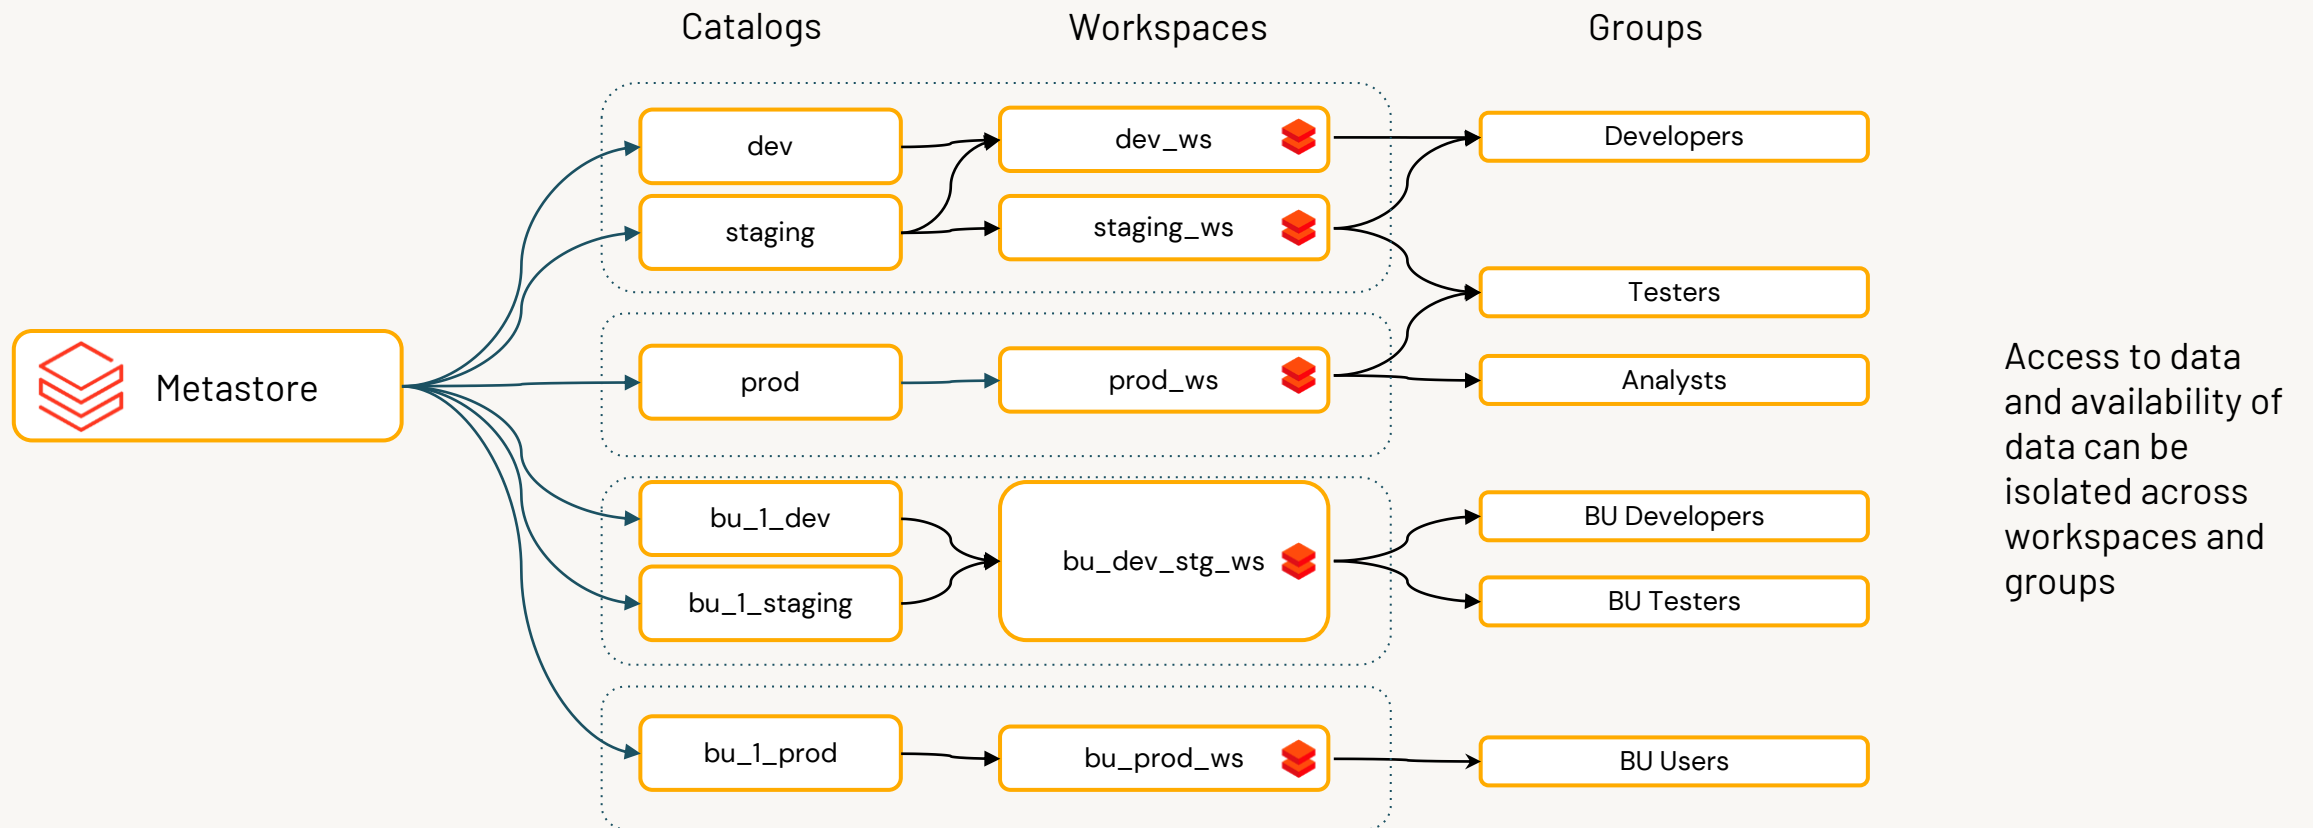 Catalogs
Workspaces
Groups
dev
dev_ws
Developers
staging
staging_ws
Testers
Metastore
prod
prod_ws
Analysts
bu_1_dev
bu_1_staging
bu_dev_stg_ws
BU Developers
BU Testers
bu_1_prod
bu_prod_ws
BU Users
Access to data
and availability of
data can be
isolated across
workspaces and
groups